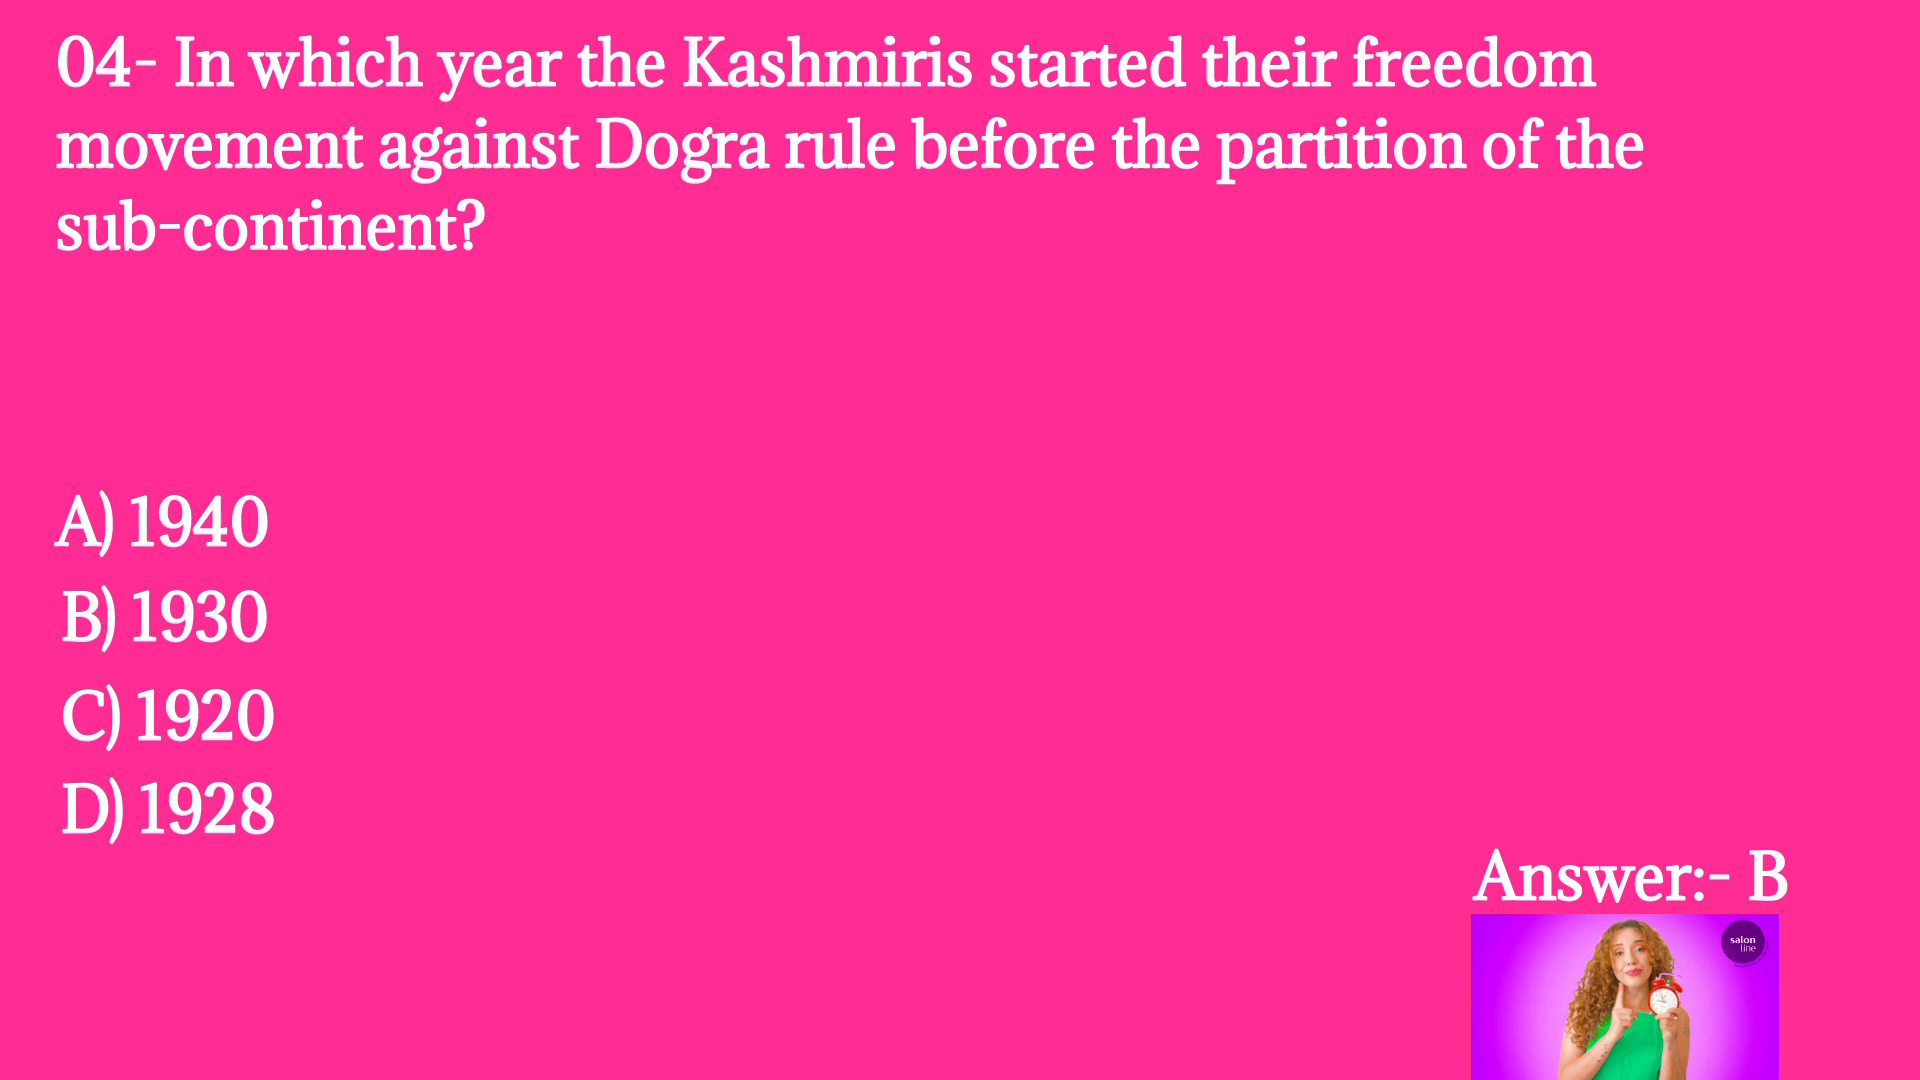 04- In which year the Kashmiris started their freedom
movement against Dogra rule before the partition of the
sub-continent?
A) 1940
B) 1930
C) 1920
D) 1928
Answer:- B
salon
line